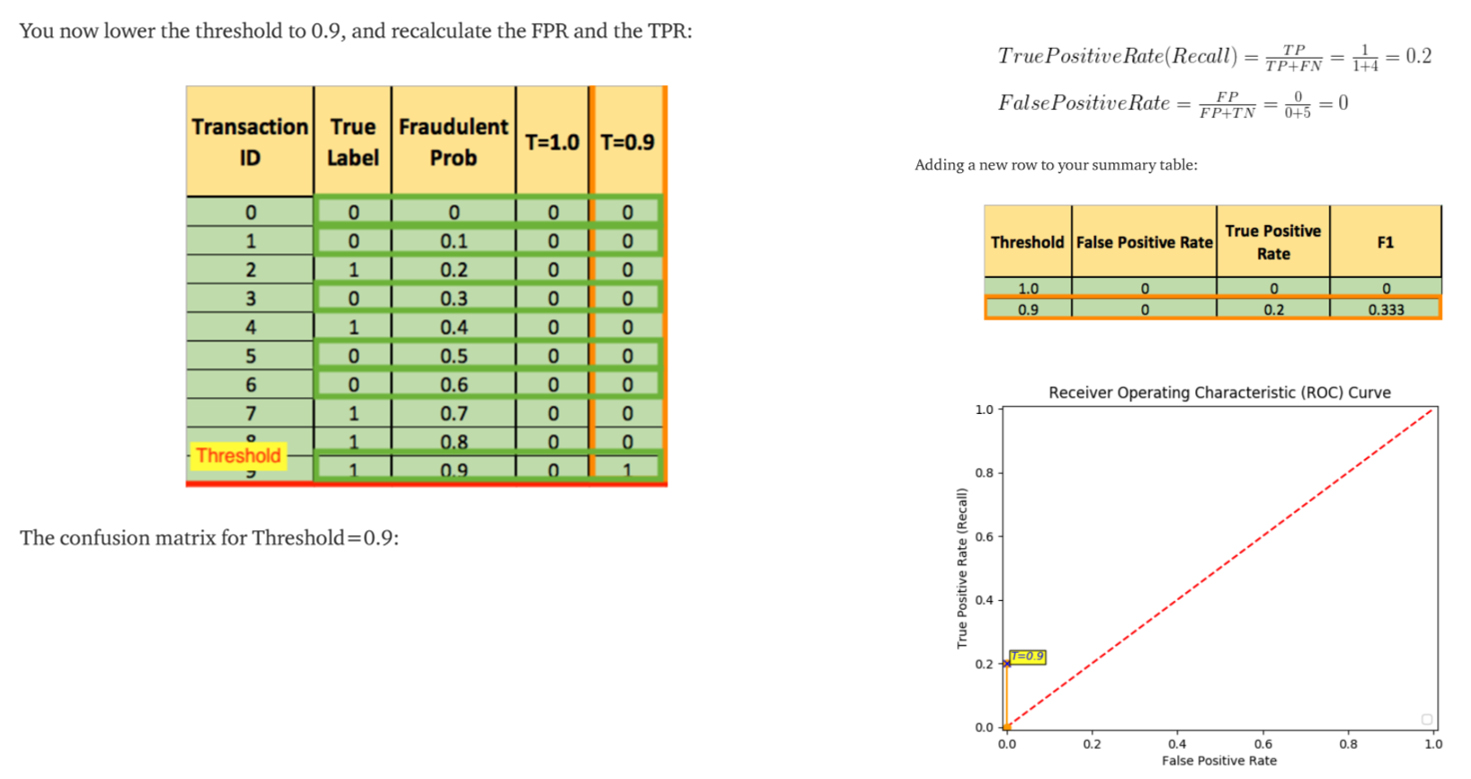 You now lower the threshold to 0.9, and recalculate the FPR and the TPR:
Transaction ID True Label Fraudulent Prob T=1.0 T=0.9
0 0 0 0 0
1 0 0.1 0 0
2 1 0.2 0 0
3 0 0.3 0 0
4 1 0.4 0 0
5 0 0.5 0 0
6 0 0.6 0 0
7 1 0.7 0 0
1 0.8 0 0
Threshold
1 0.9 0 1
The confusion matrix for Threshold=0.9:
TruePositiveRate(Recall) = TP/TP+FN = 1/1+4 = 0.2
FalsePositiveRate = FP/FP+TN = 0/0+5 = 0
Adding a new row to your summary table:
Threshold False Positive Rate True Positive Rate F1
1.0 0 0 0
0.9 0 0.2 0.333
Receiver Operating Characteristic (ROC) Curve
True Positive Rate (Recall)
1.0
0.8
0.6
0.4
0.2
0.0
T=0.9
0.0 0.2 0.4 0.6 0.8 1.0
False Positive Rate